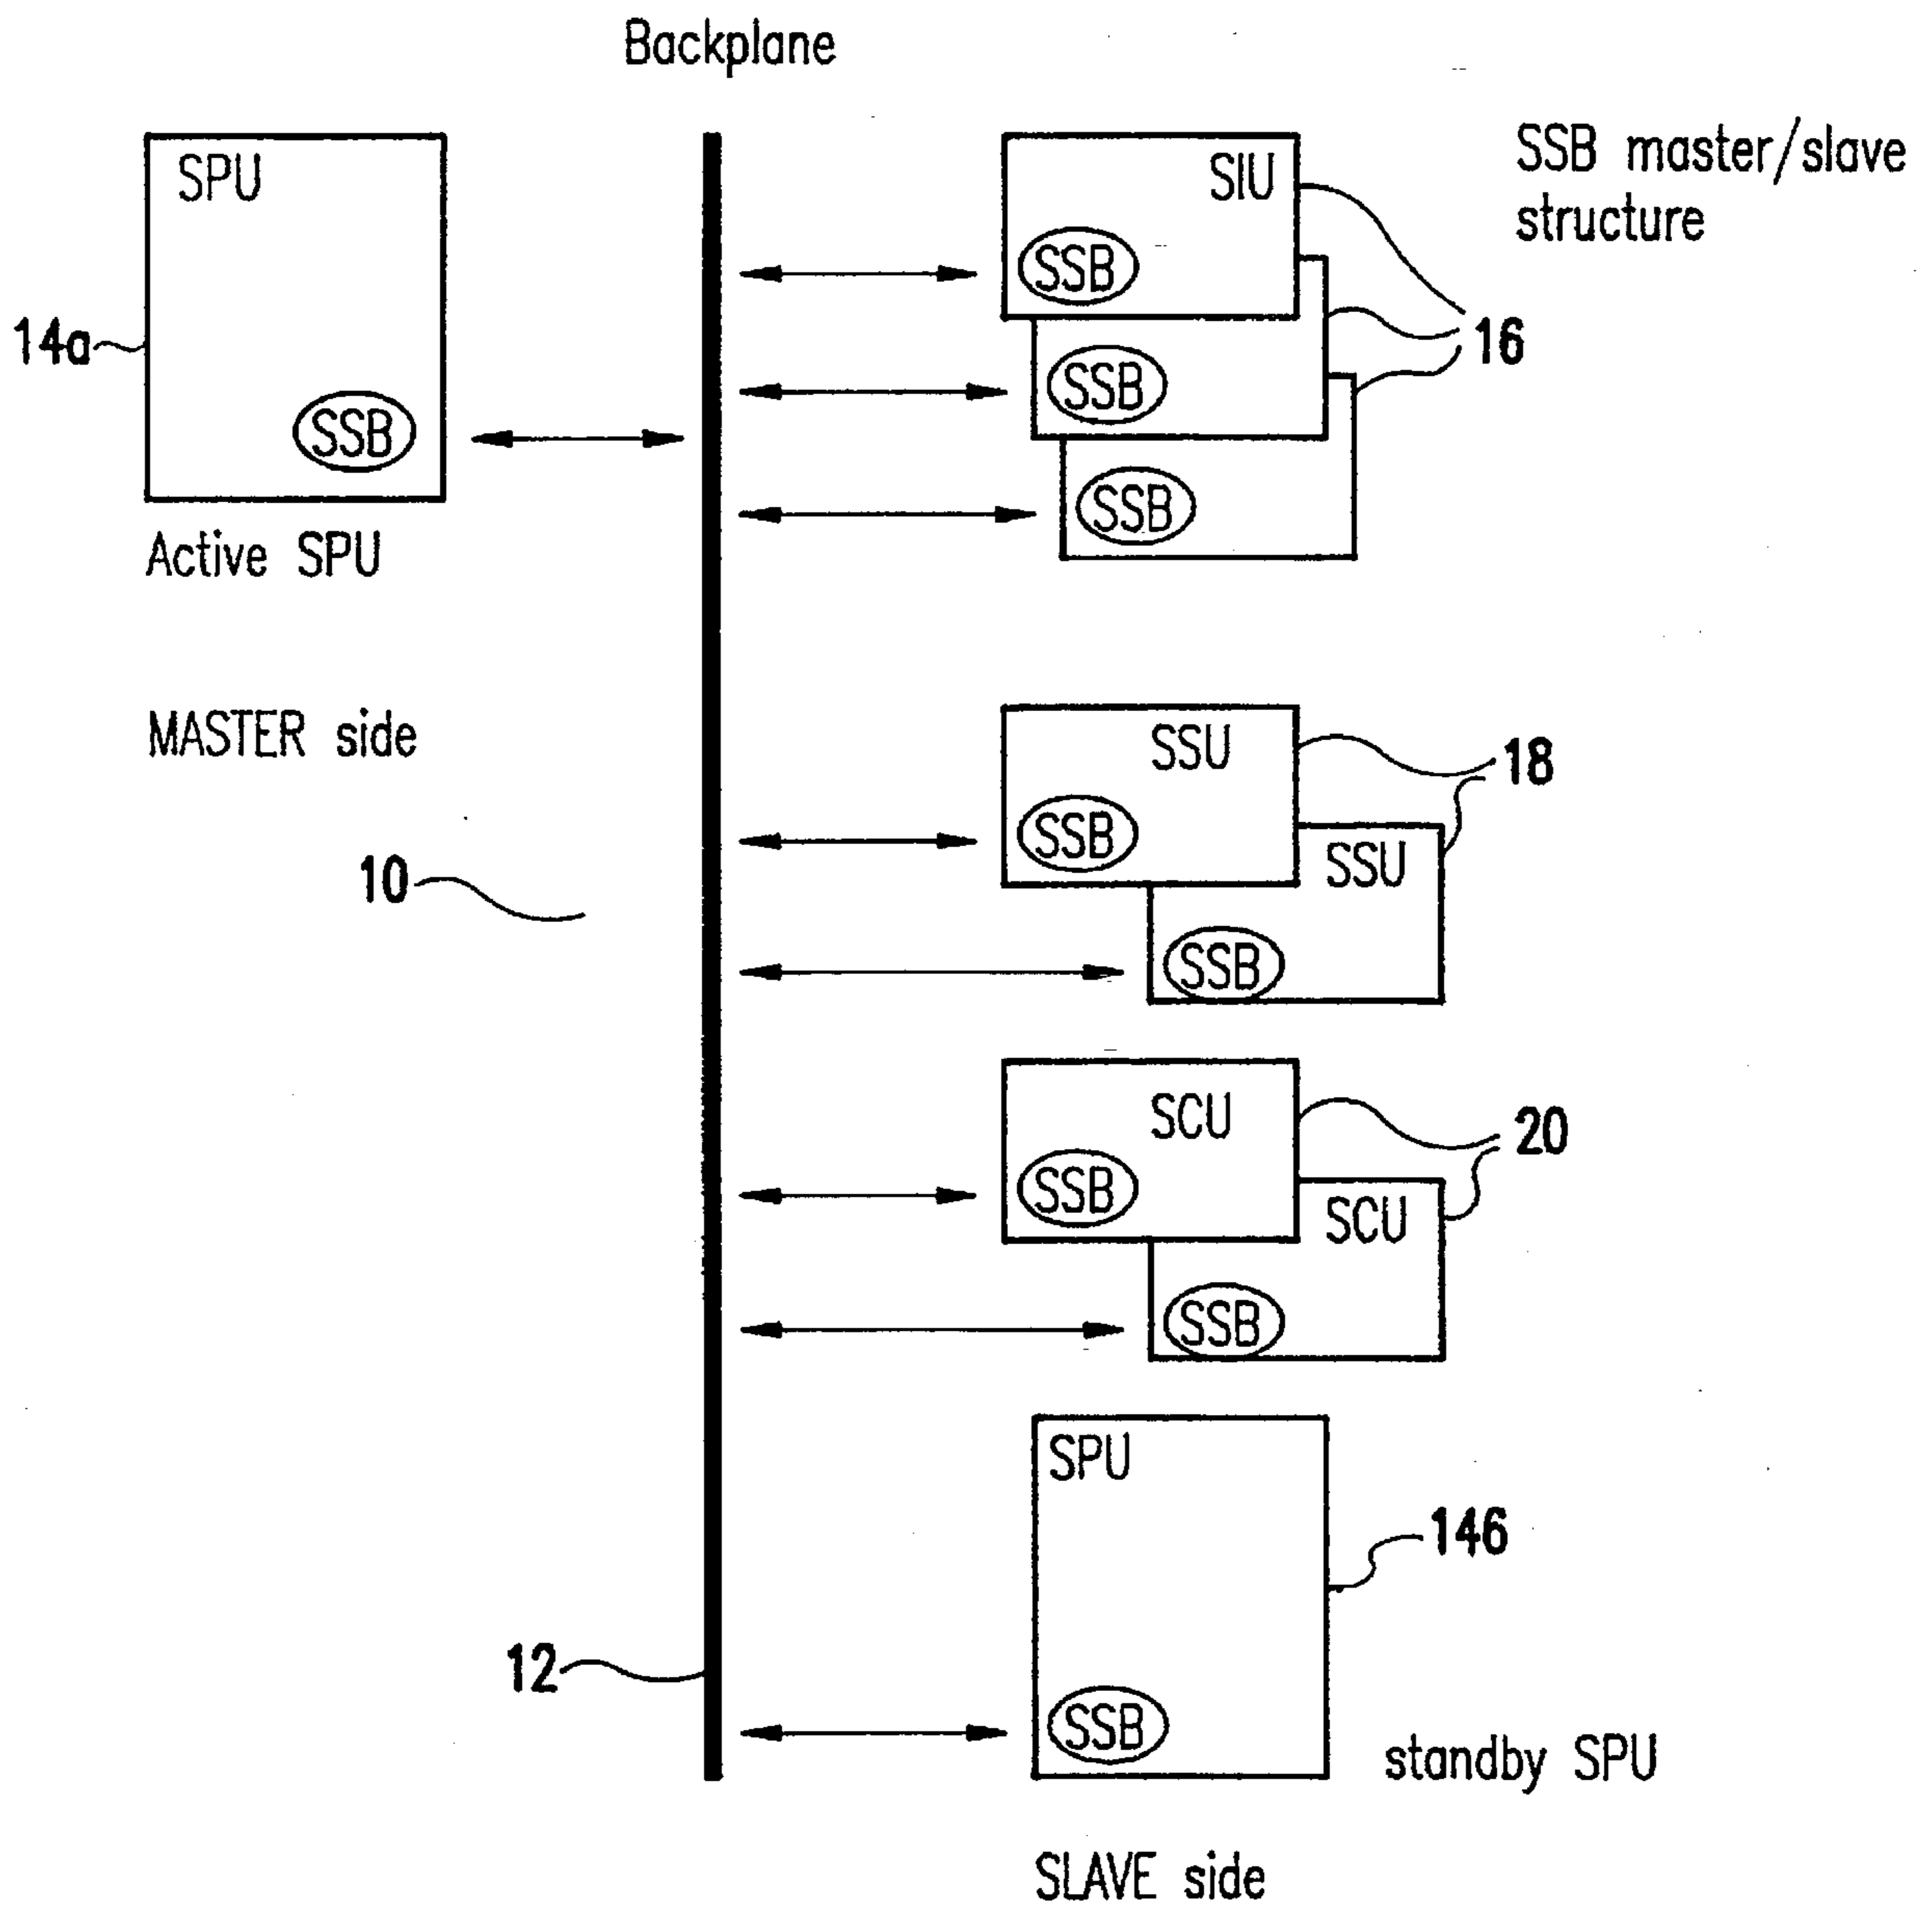 Backplane
SPU
SSB
14a
Active SPU
MASTER side
10
12
SIU
SSB
SSB
SSB
16
SSB master/slave
structure
SSU
SSB
SSU
SSB
18
SCU
SSB
SCU
SSB
20
SPU
SSB
146
standby SPU
SLAVE side